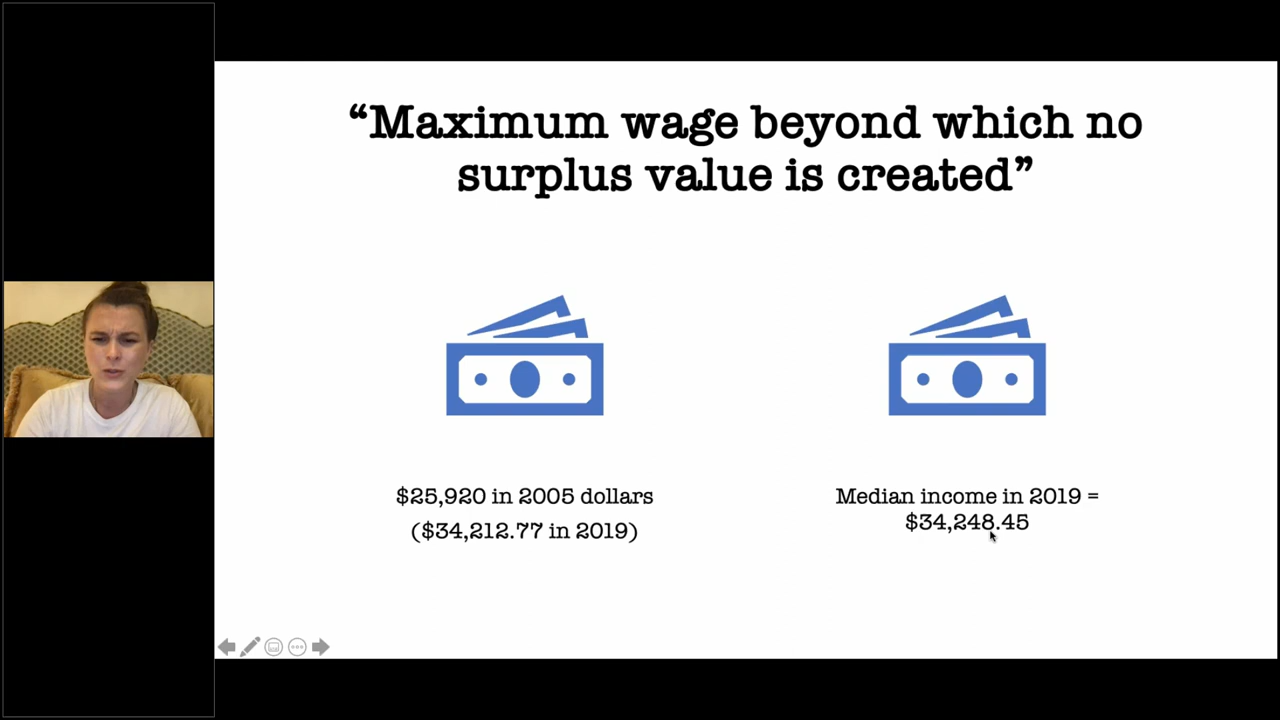 “Maximum wage beyond which no
surplus value is created”
$25,920 in 2005 dollars
($34,212.77 in 2019)
Median income in 2019 =
$34,248.45